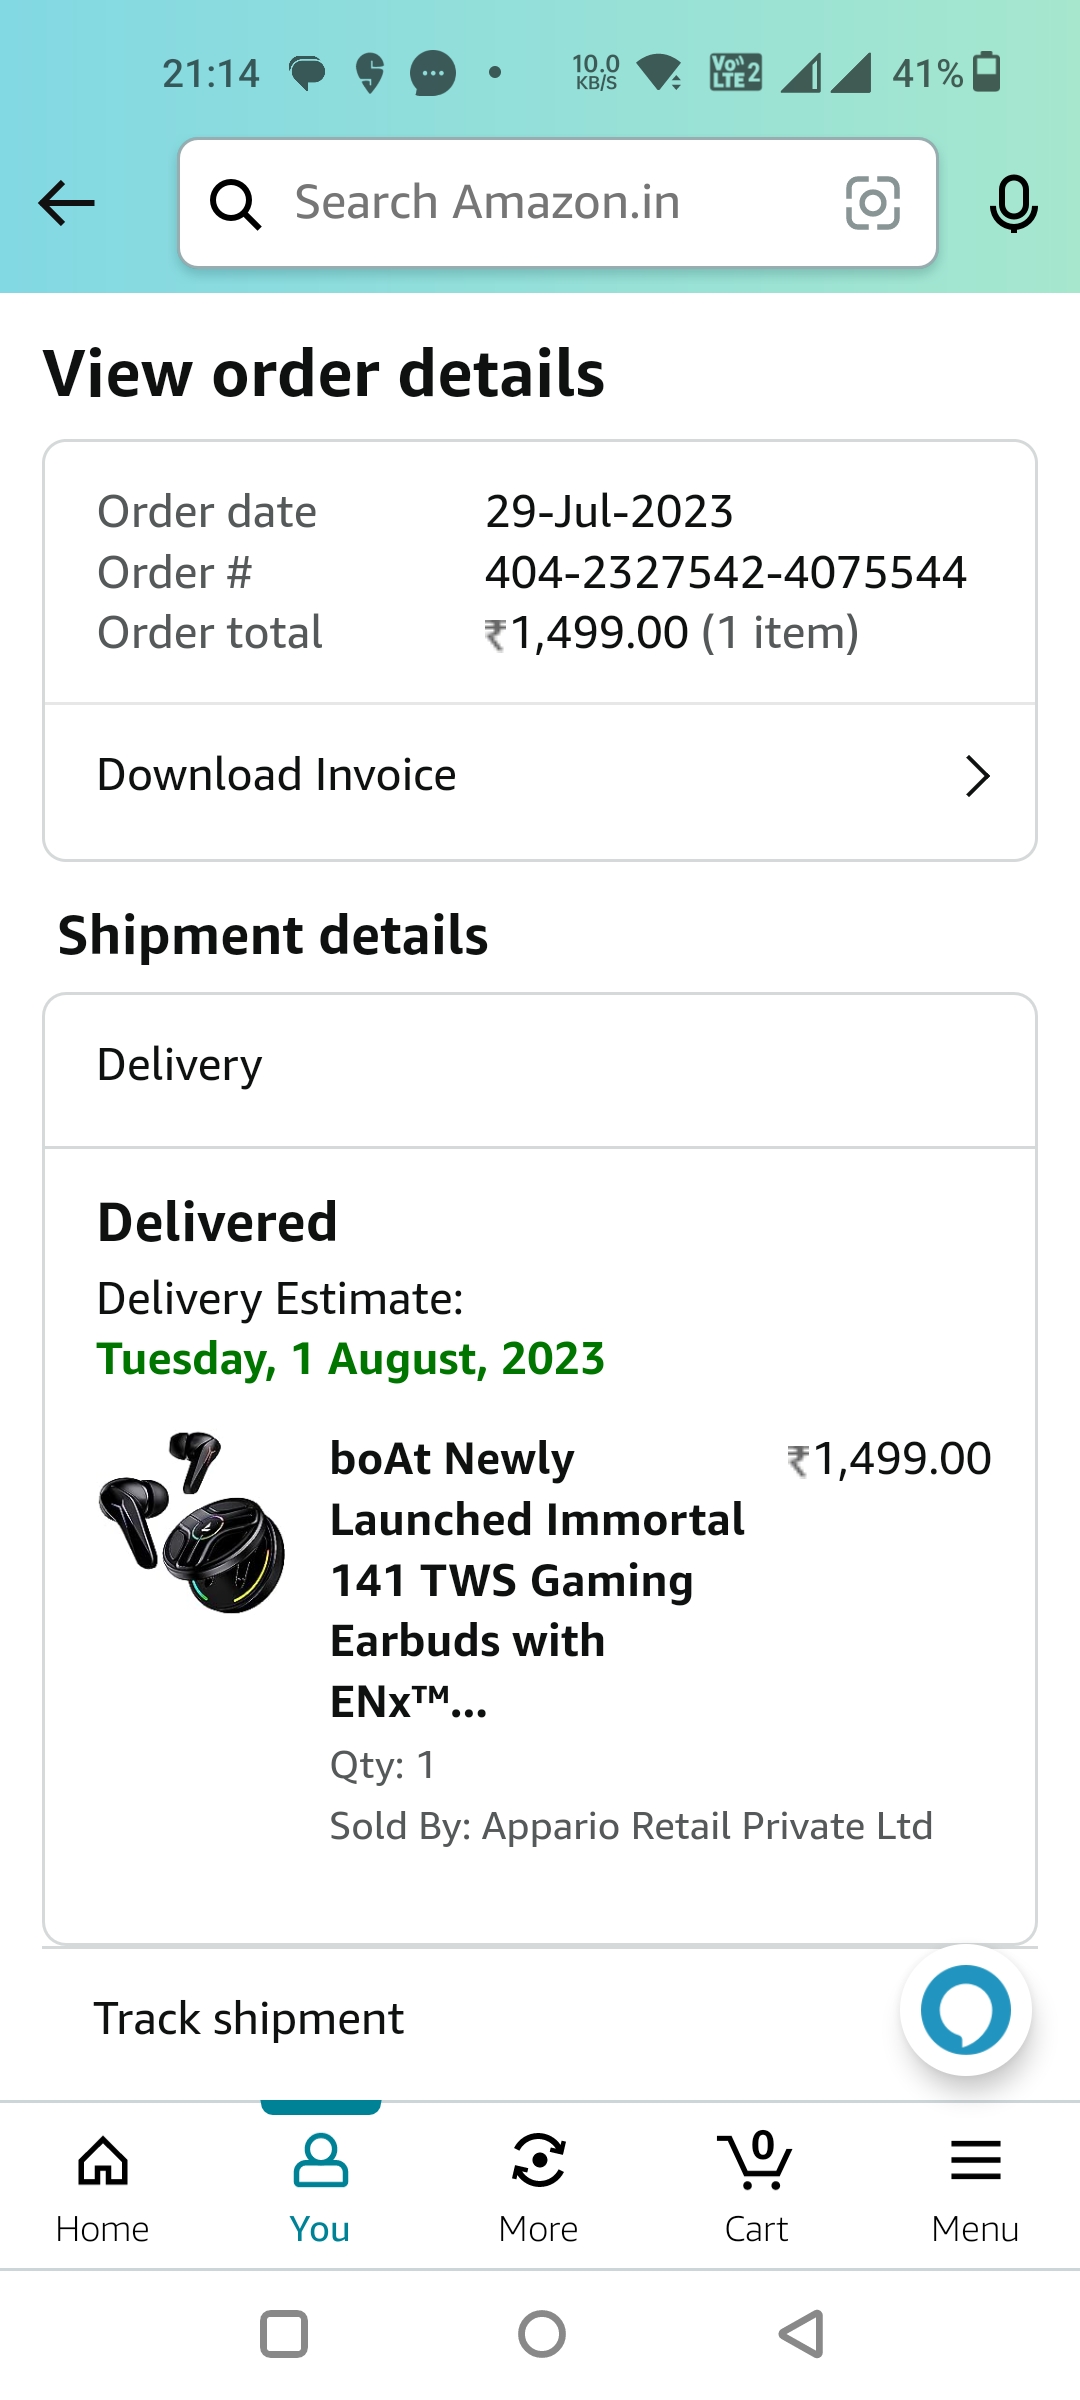 21:14 10.0 KB/S Vo LTE 2 41%
Search Amazon.in
View order details
Order date 29-Jul-2023
Order # 404-2327542-4075544
Order total ₹1,499.00 (1 item)
Download Invoice
Shipment details
Delivery
Delivered
Delivery Estimate:
Tuesday, 1 August, 2023
boAt Newly ₹1,499.00
Launched Immortal
141 TWS Gaming
Earbuds with
ENx™...
Qty: 1
Sold By: Appario Retail Private Ltd
Track shipment
0
Home You More Cart Menu